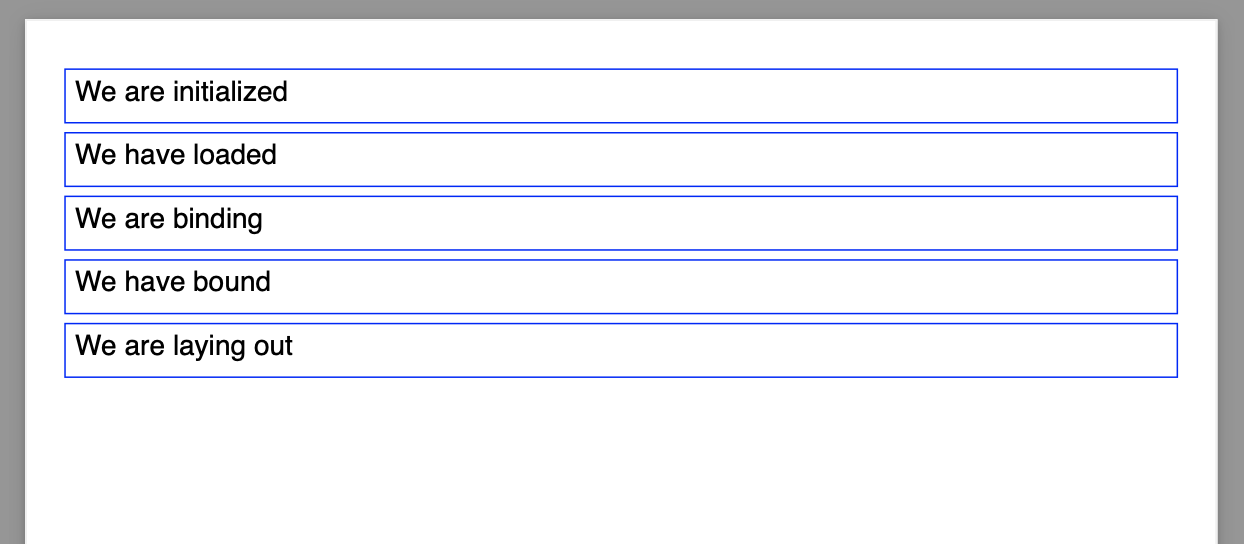 We are initialized
We have loaded
We are binding
We have bound
We are laying out